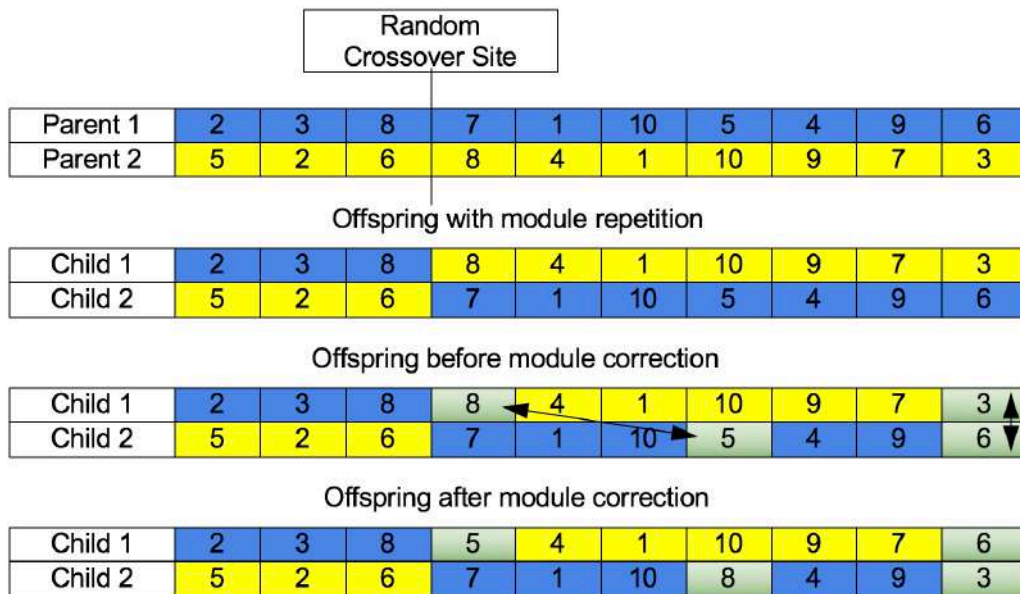 Random
Crossover Site
Parent 1 2 3 8 7 1 10 5 4 9 6
Parent 2 5 2 6 8 4 1 10 9 7 3
Offspring with module repetition
Child 1 2 3 8 8 4 1 10 9 7 3
Child 2 5 2 6 7 1 10 5 4 9 6
Offspring before module correction
Child 1 2 3 8 8 4 1 10 9 7 3
Child 2 5 2 6 7 1 10 5 4 9 6
Offspring after module correction
Child 1 2 3 8 5 4 1 10 9 7 6
Child 2 5 2 6 7 1 10 8 4 9 3